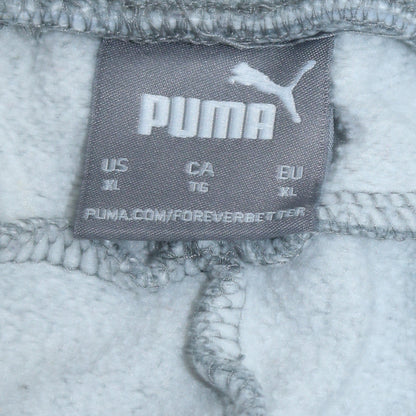 PUMA
US CA EU
XL TG XL
PUMA.COM/FOREVERBETTER